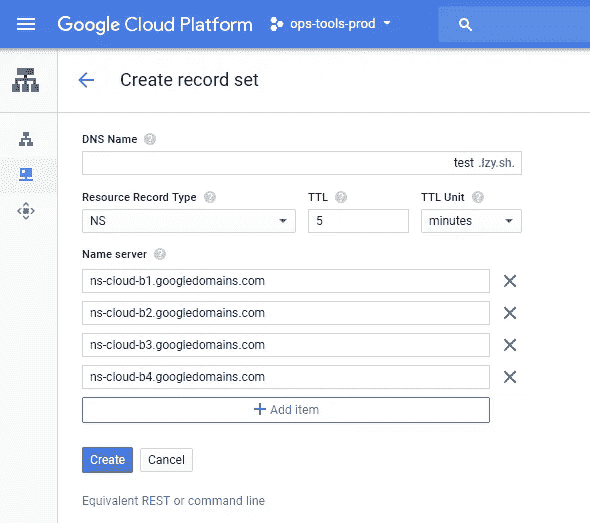 Google Cloud Platform ops-tools-prod
Create record set
DNS Name ?
test .lzy.sh.
Resource Record Type ? TTL ? TTL Unit ?
NS 5 minutes
Name server ?
ns-cloud-b1.googledomains.com
ns-cloud-b2.googledomains.com
ns-cloud-b3.googledomains.com
ns-cloud-b4.googledomains.com
+ Add item
Create Cancel
Equivalent REST or command line